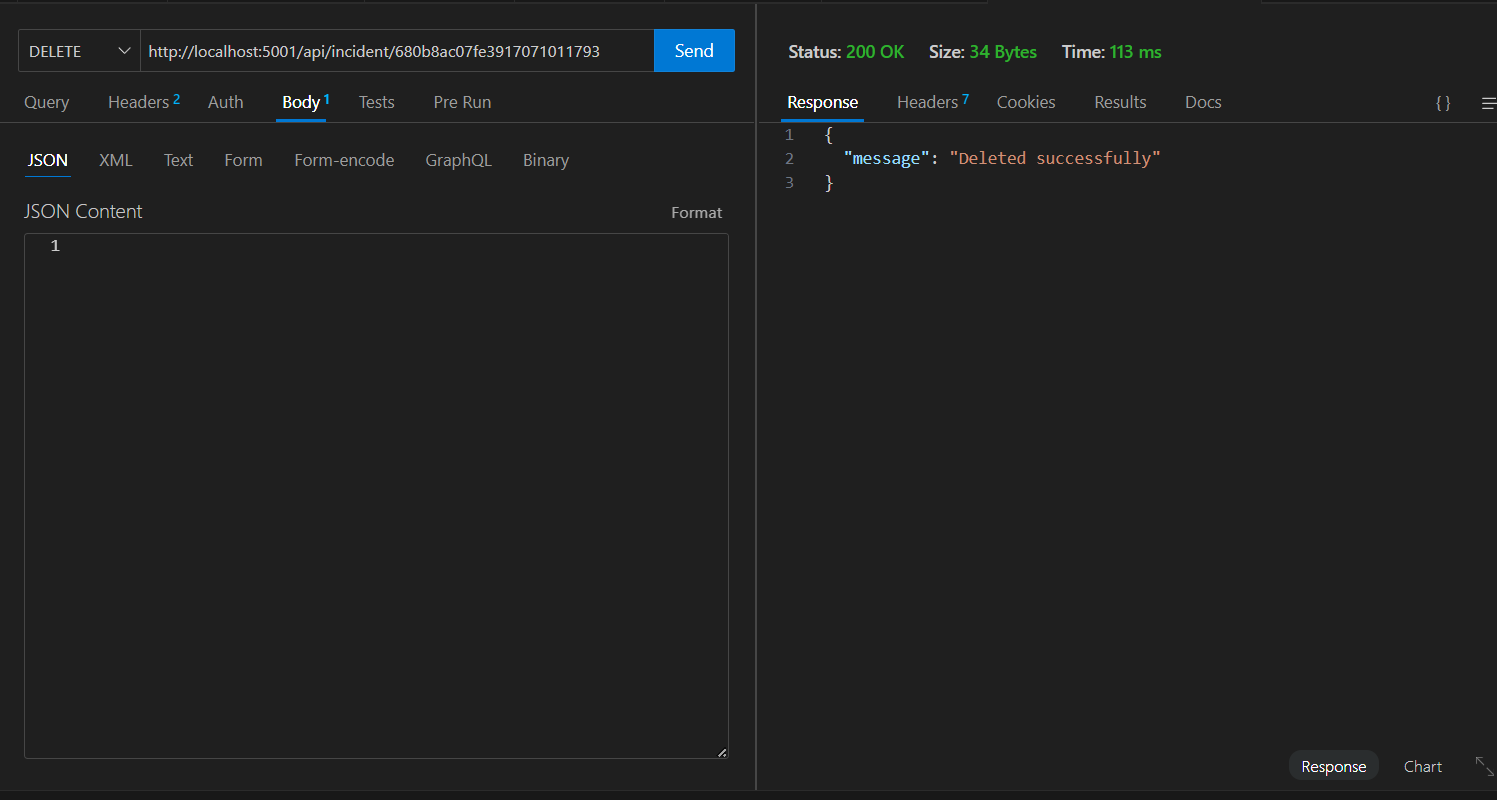 DELETE http://localhost:5001/api/incident/680b8ac07fe3917071011793 Send
Query Headers 2 Auth Body 1 Tests Pre Run
JSON XML Text Form Form-encode GraphQL Binary
JSON Content Format
1
Status: 200 OK Size: 34 Bytes Time: 113 ms
Response Headers 7 Cookies Results Docs { }
1 {
2 "message": "Deleted successfully"
3 }
Response Chart